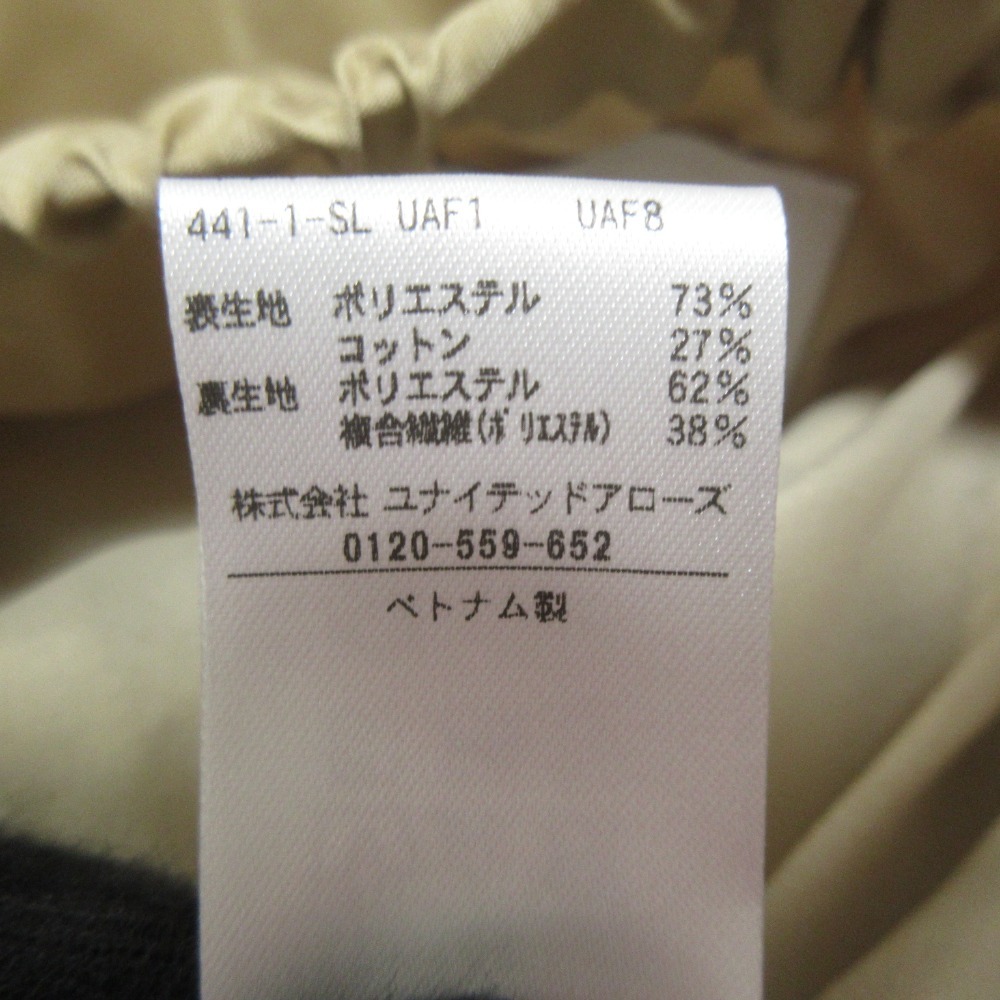 441-1-SL UAF1 UAF8
表生地 ポリエステル 73%
コットン 27%
裏生地 ポリエステル 62%
複合繊維(ポリエステル) 38%
株式会社 ユナイテッドアローズ
0120-559-652
ベトナム製